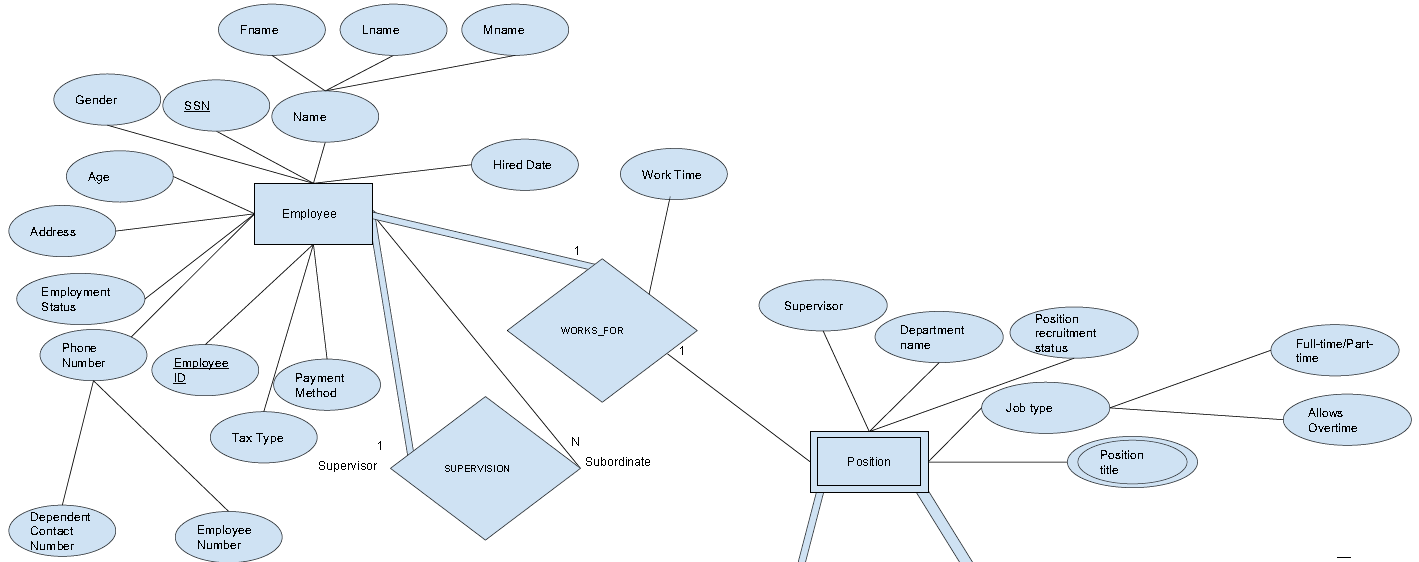 Fname
Lname
Mname
Gender
SSN
Name
Hired Date
Work Time
Age
Employee
Address
1
Employment
Status
Supervisor
Position
recruitment
status
Department
name
WORKS_FOR
Full-time/Part-
time
Phone
Number
1
Employee
ID
Payment
Method
Job type
Allows
Overtime
Tax Type
1
N
Supervisor
SUPERVISION
Subordinate
Position
Position
title
Dependent
Contact
Number
Employee
Number